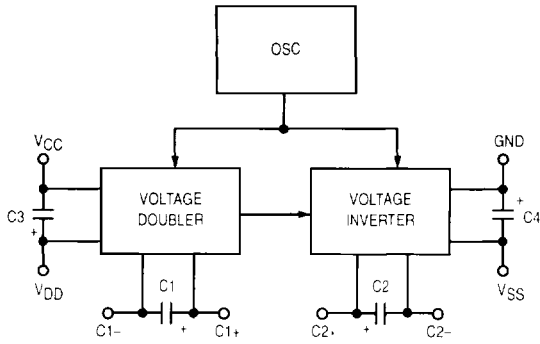 OSC
VCC
GND
VOLTAGE
DOUBLER
VOLTAGE
INVERTER
C3
+
+
C4
VDD
VSS
C1
C2
C1-
+
C1+
C2+
+
C2-